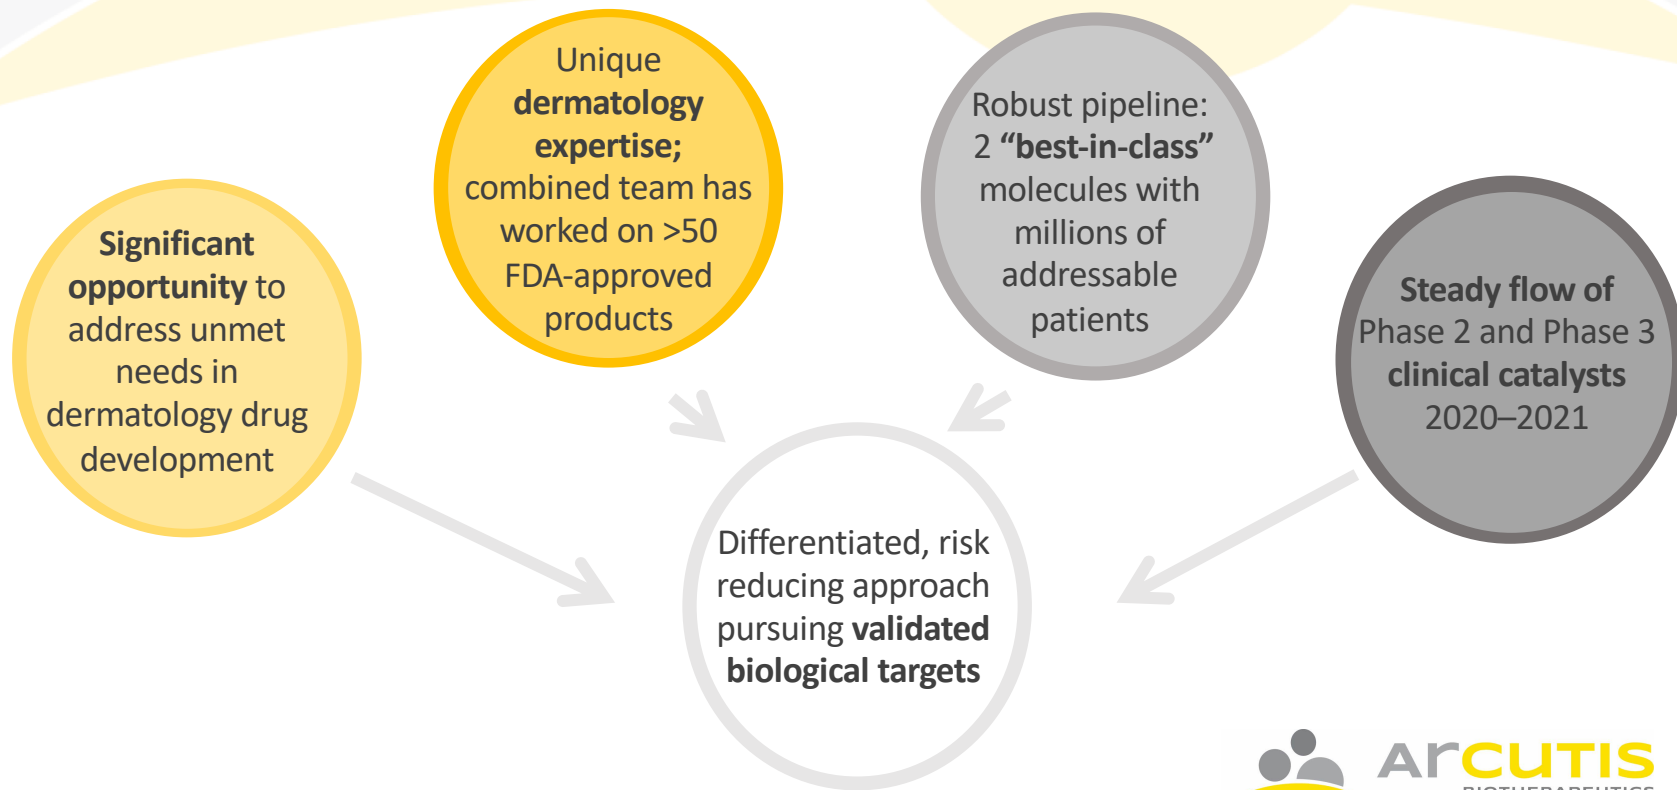 Significant
opportunity to
address unmet
needs in
dermatology drug
development
Unique
dermatology
expertise;
combined team has
worked on >50
FDA-approved
products
Robust pipeline:
2 “best-in-class”
molecules with
millions of
addressable
patients
Steady flow of
Phase 2 and Phase 3
clinical catalysts
2020–2021
Differentiated, risk
reducing approach
pursuing validated
biological targets
Arcutis
BIOTHERAPEUTICS